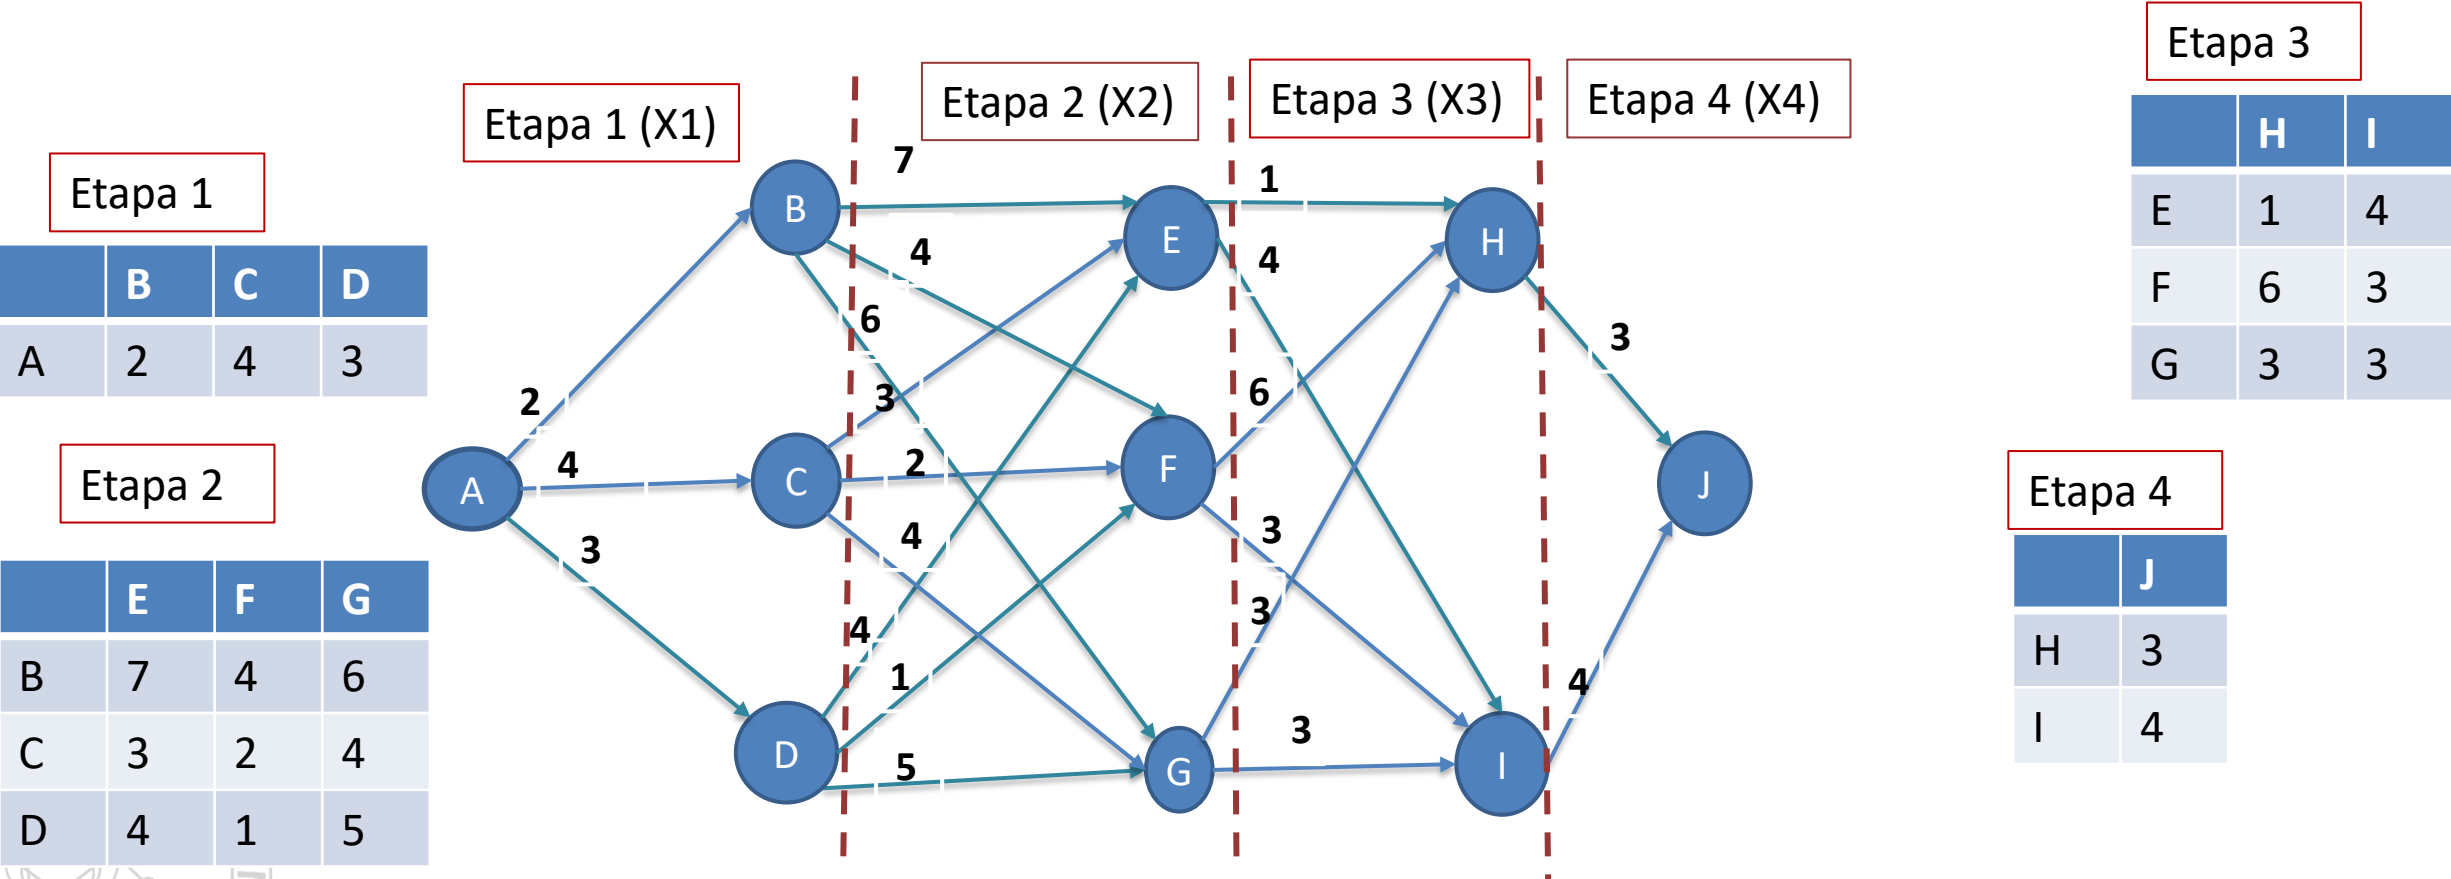 Etapa 1
B C D
A 2 4 3
Etapa 2
E F G
B 7 4 6
C 3 2 4
D 4 1 5
Etapa 1 (X1)
Etapa 2 (X2)
Etapa 3 (X3)
Etapa 4 (X4)
A
B
C
D
E
F
G
H
I
J
2
4
3
7
4
6
3
2
4
4
1
5
1
4
6
3
3
3
3
4
Etapa 3
H I
E 1 4
F 6 3
G 3 3
Etapa 4
J
H 3
I 4